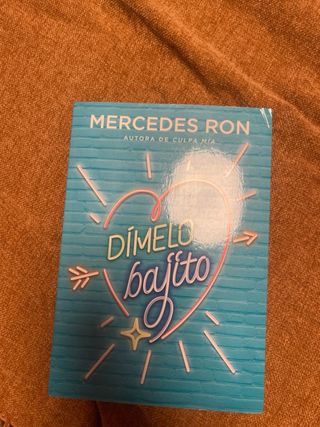 MERCEDES RON
AUTORA DE CULPA MÍA
DÍMELO
bajito